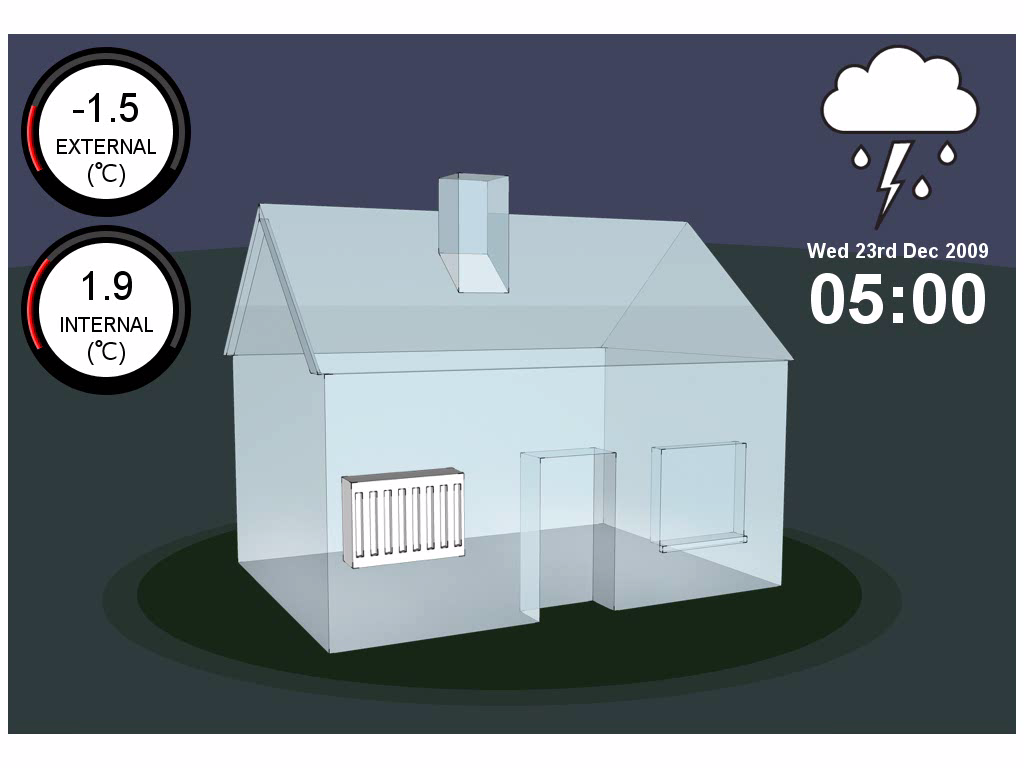 -1.5
EXTERNAL
(°C)
1.9
INTERNAL
(°C)
Wed 23rd Dec 2009
05:00